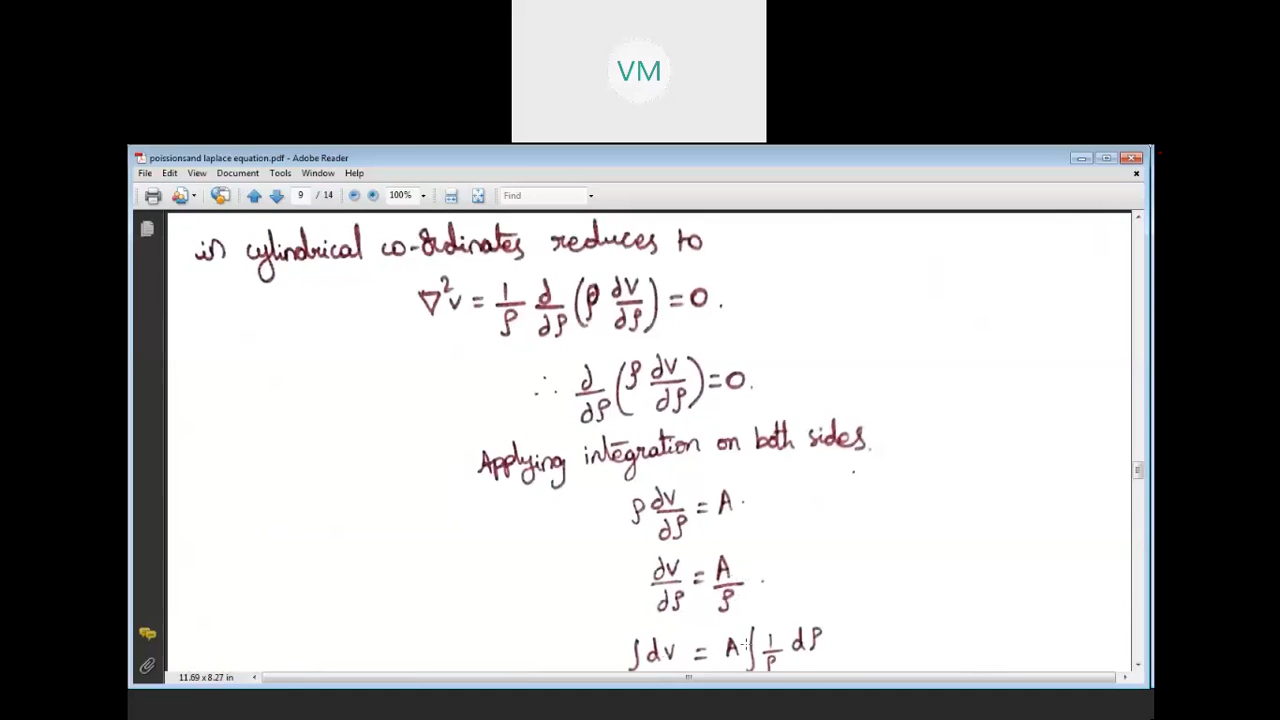 VM
poissionsand laplace equation.pdf - Adobe Reader
File Edit View Document Tools Window Help
9 / 14 100% Find
in cylindrical co-ordinates reduces to
∇²v = 1/ρ d/dρ (ρ dV/dρ) = 0.
∴ d/dρ (ρ dV/dρ) = 0.
Applying integration on both sides.
ρ dV/dρ = A.
dV/dρ = A/ρ.
∫dv = A∫ 1/ρ dρ
11.69 x 8.27 in